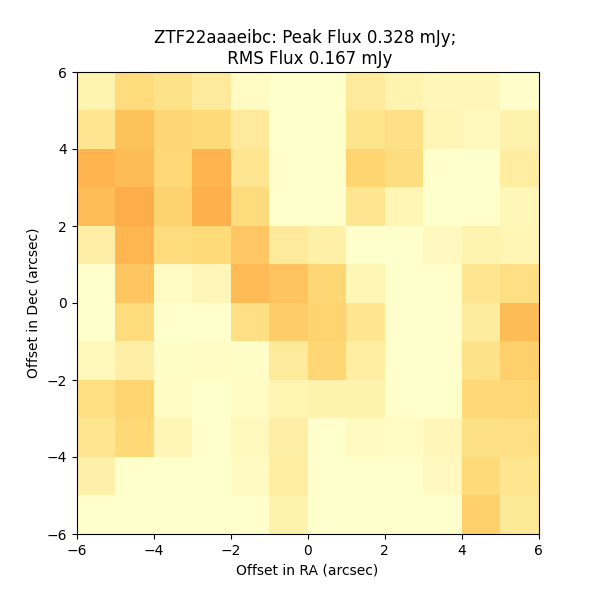 ZTF22aaaeibc: Peak Flux 0.328 mJy;
RMS Flux 0.167 mJy
6
4
2
0
−2
−4
−6
Offset in Dec (arcsec)
−6 −4 −2 0 2 4 6
Offset in RA (arcsec)